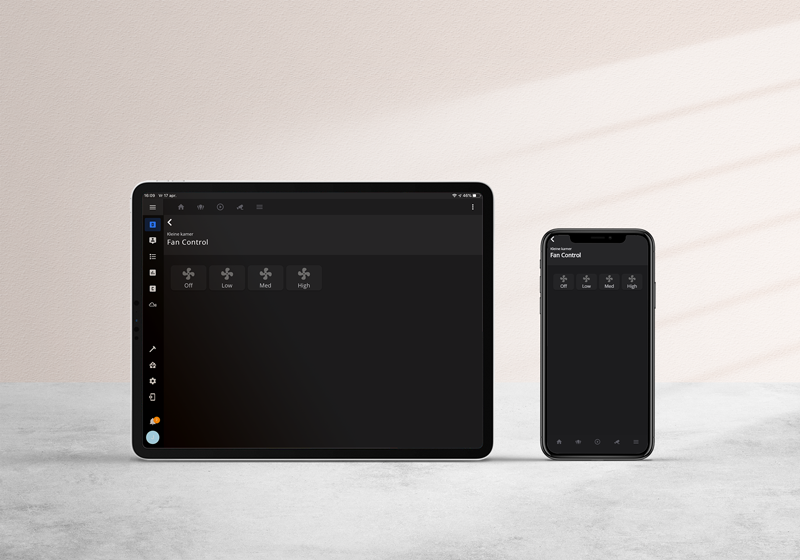 16:09 Vr 17 apr
46%
Kleine kamer
Fan Control
Off Low Med High
Kleine kamer
Fan Control
Off Low Med High